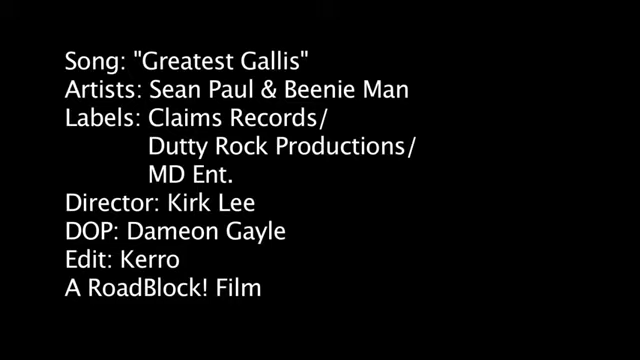 Song: "Greatest Gallis"
Artists: Sean Paul & Beenie Man
Labels: Claims Records/
Dutty Rock Productions/
MD Ent.
Director: Kirk Lee
DOP: Dameon Gayle
Edit: Kerro
A RoadBlock! Film